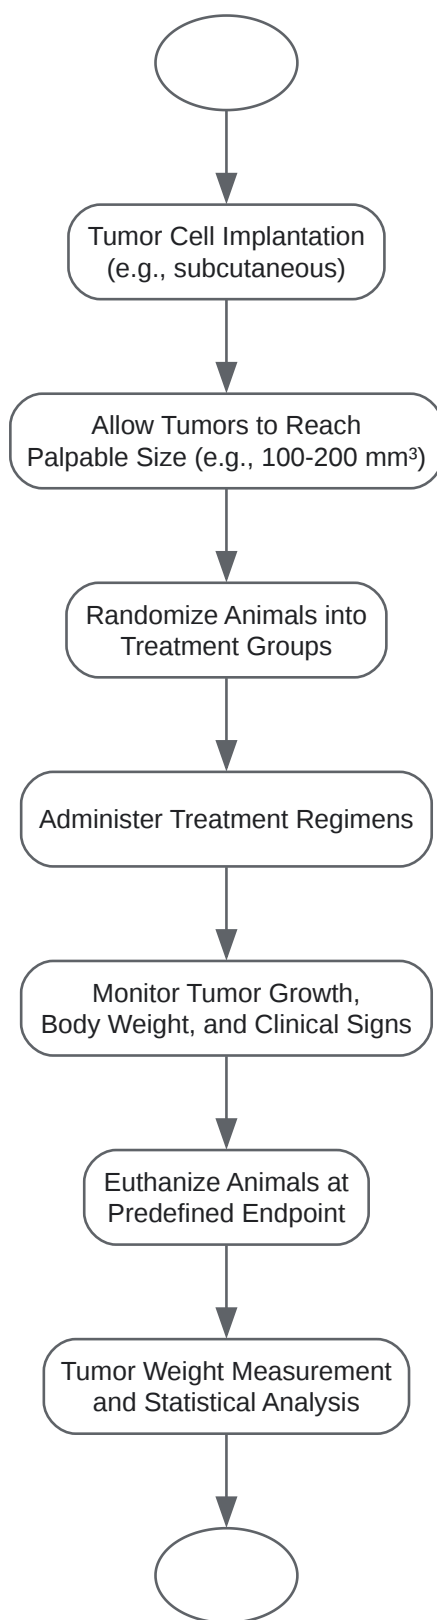 Tumor Cell Implantation
(e.g., subcutaneous)
Allow Tumors to Reach
Palpable Size (e.g., 100-200 mm³)
Randomize Animals into
Treatment Groups
Administer Treatment Regimens
Monitor Tumor Growth,
Body Weight, and Clinical Signs
Euthanize Animals at
Predefined Endpoint
Tumor Weight Measurement
and Statistical Analysis